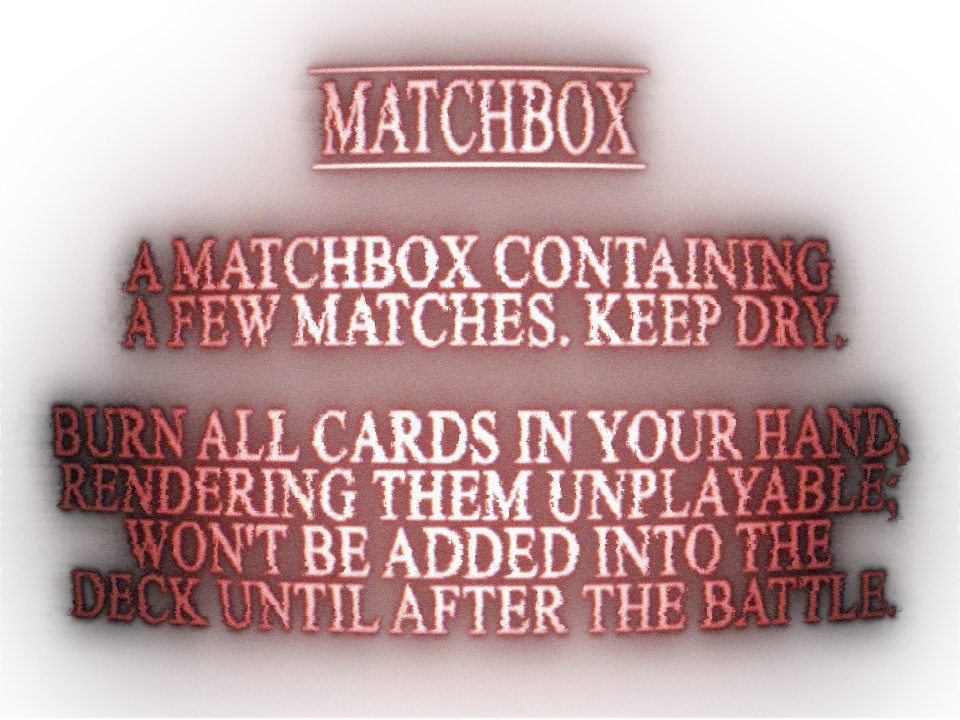 MATCHBOX
A MATCHBOX CONTAINING
A FEW MATCHES. KEEP DRY.
BURN ALL CARDS IN YOUR HAND,
RENDERING THEM UNPLAYABLE;
WON'T BE ADDED INTO THE
DECK UNTIL AFTER THE BATTLE.